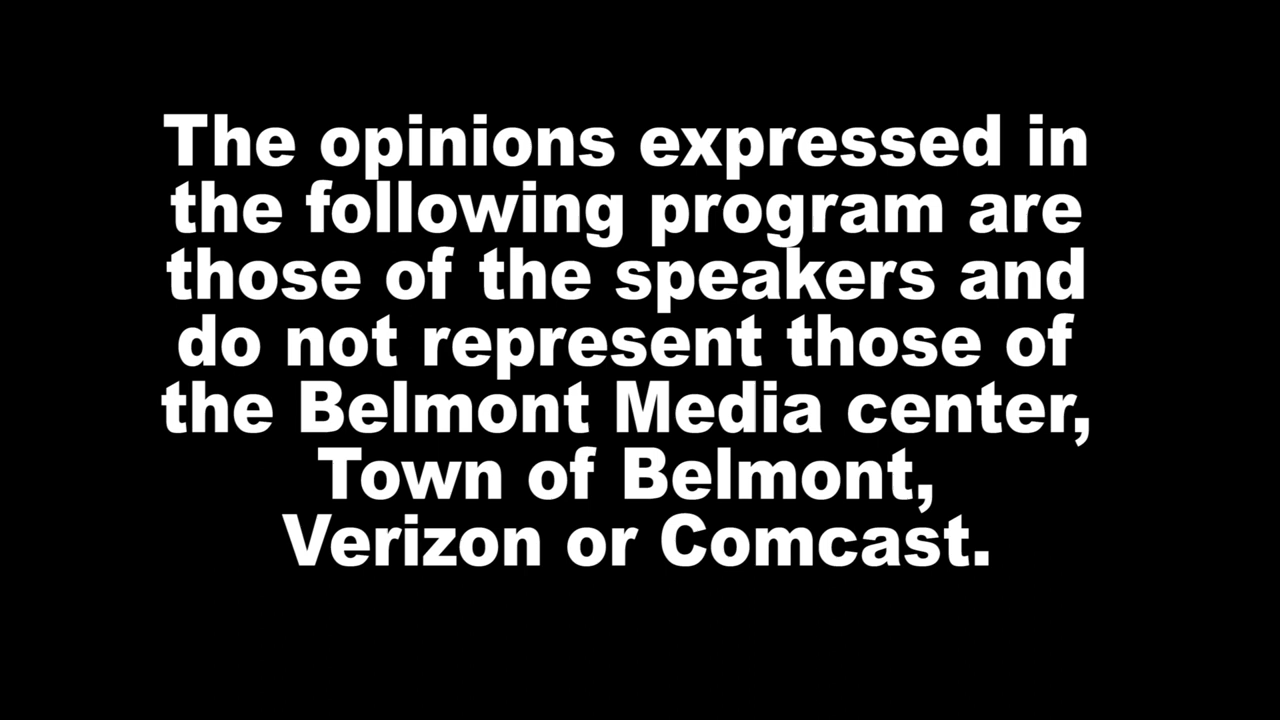 The opinions expressed in
the following program are
those of the speakers and
do not represent those of
the Belmont Media center,
Town of Belmont,
Verizon or Comcast.